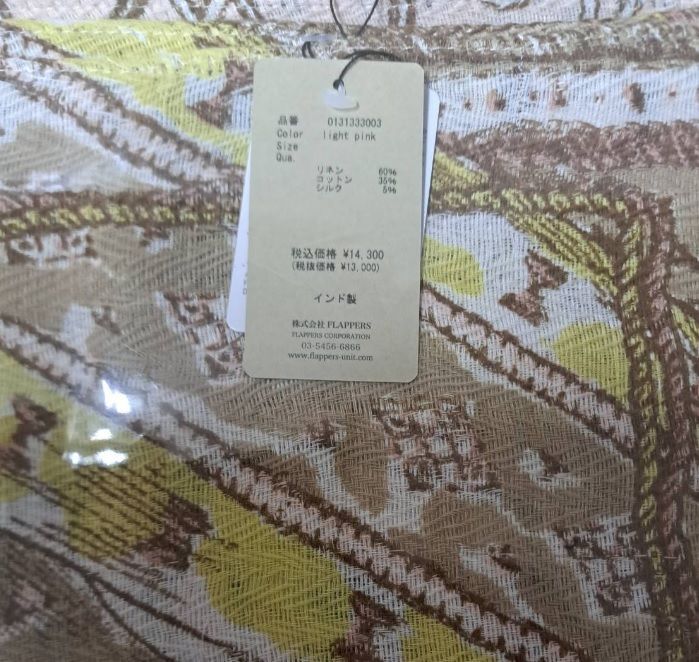 品番 0131333003
Color light pink
Size
Qua.
リネン 60%
コットン 35%
シルク 5%
税込価格 ¥14,300
(税抜価格 ¥13,000)
インド製
株式会社 FLAPPERS
FLAPPERS CORPORATION
03-5456-6866
www.flappers-unit.com